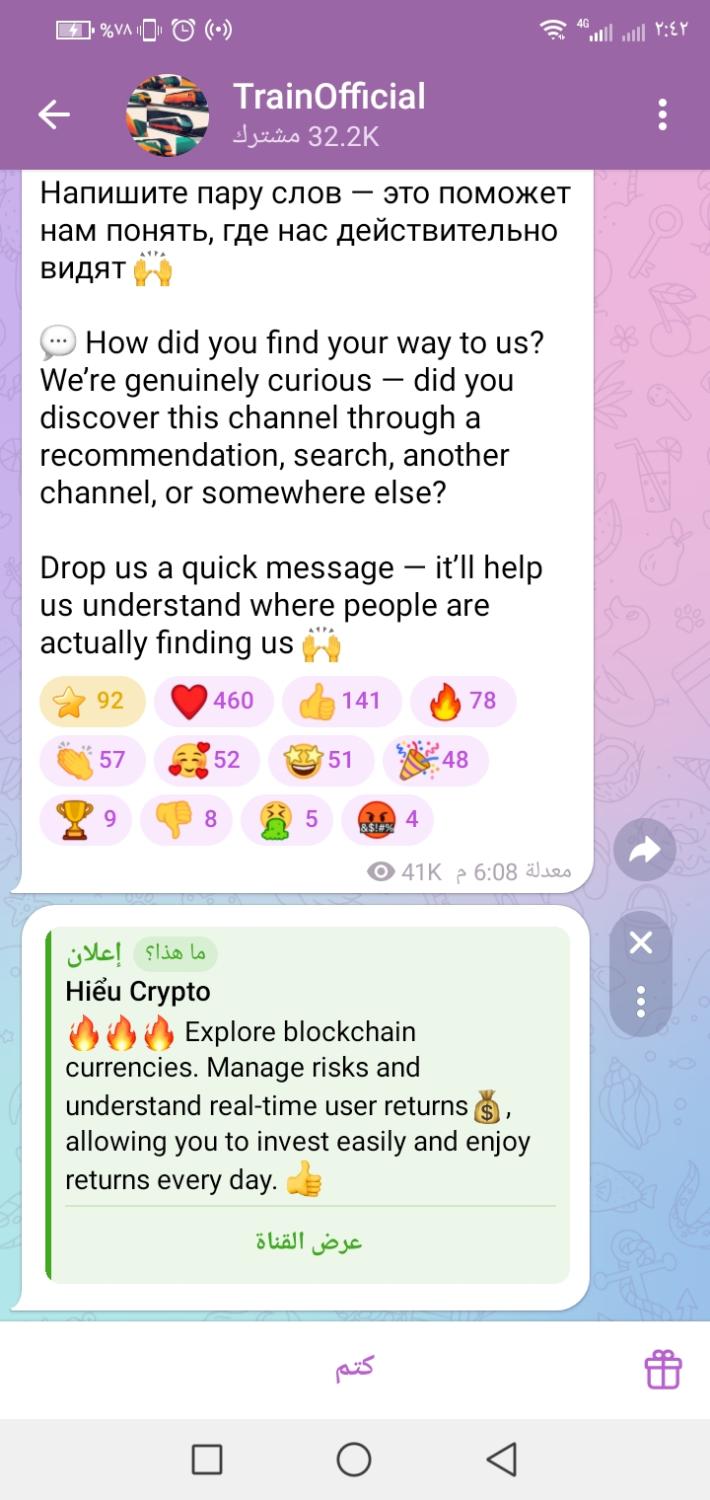 %٧٨ 4G ٢:٤٢
TrainOfficial
32.2K مشترك
Напишите пару слов — это поможет
нам понять, где нас действительно
видят 🙌
💬 How did you find your way to us?
We’re genuinely curious — did you
discover this channel through a
recommendation, search, another
channel, or somewhere else?
Drop us a quick message — it’ll help
us understand where people are
actually finding us 🙌
⭐ 92 ❤️ 460 👍 141 🔥 78
👏 57 🥰 52 🤩 51 🎉 48
🏆 9 👎 8 🤮 5 🤬 4
41K معدلة 6:08 م
إعلان ما هذا؟
Hiểu Crypto
🔥🔥🔥 Explore blockchain
currencies. Manage risks and
understand real-time user returns💰,
allowing you to invest easily and enjoy
returns every day. 👍
عرض القناة
كتم